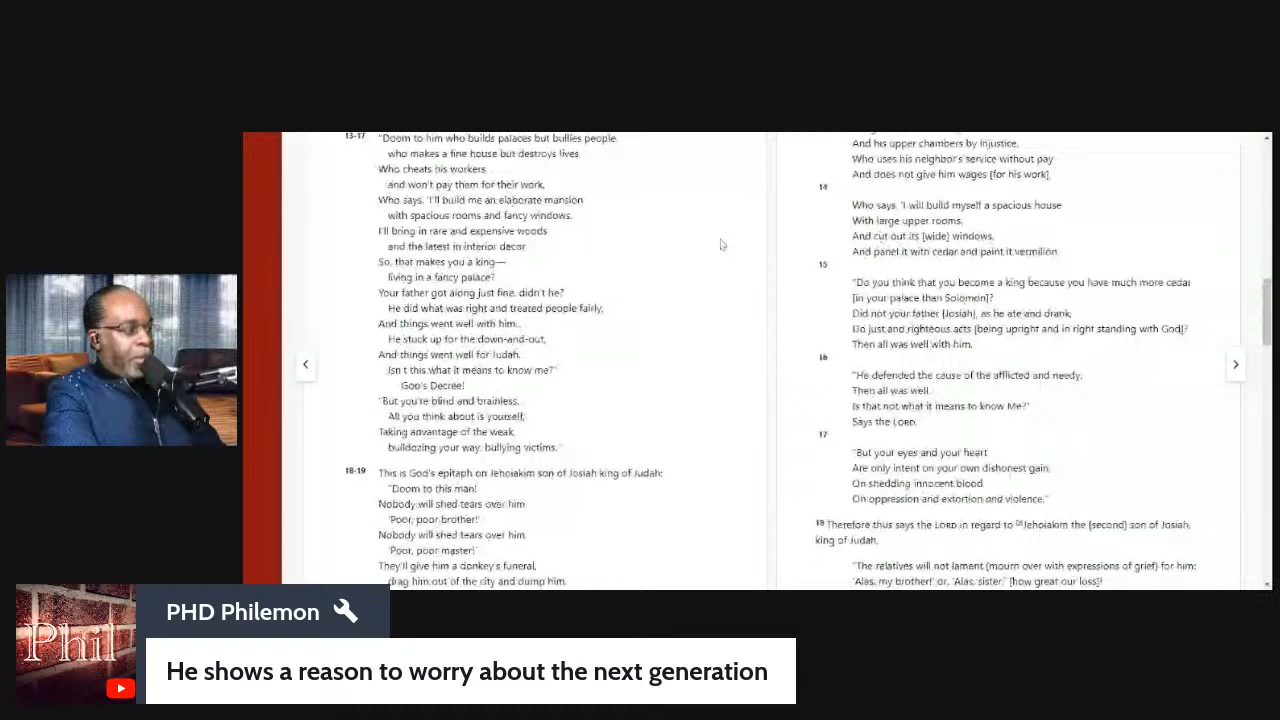 13-17 "Doom to him who builds palaces but bullies people,
who makes a fine house but destroys lives,
Who cheats his workers
and won't pay them for their work,
Who says, 'I'll build me an elaborate mansion
with spacious rooms and fancy windows.
I'll bring in rare and expensive woods
and the latest in interior decor.'
So, that makes you a king—
living in a fancy palace?
Your father got along just fine, didn't he?
He did what was right and treated people fairly,
And things went well with him.
He stuck up for the down-and-out,
And things went well for Judah.
Isn't this what it means to know me?"
God's Decree!
"But you're blind and brainless.
All you think about is yourself,
Taking advantage of the weak,
bulldozing your way, bullying victims."
18-19 This is God's epitaph on Jehoiakim son of Josiah king of Judah:
"Doom to this man!
Nobody will shed tears over him,
'Poor, poor brother!'
Nobody will shed tears over him,
'Poor, poor master!'
They'll give him a donkey's funeral,
drag him out of the city and dump him.
And his upper chambers by injustice,
Who uses his neighbor's service without pay
And does not give him wages [for his work],
14
Who says, 'I will build myself a spacious house
With large upper rooms,
And cut out its [wide] windows,
And panel it with cedar and paint it vermilion.'
15
"Do you think that you become a king because you have much more cedar
[in your palace than Solomon]?
Did not your father [Josiah], as he ate and drank,
Do just and righteous acts [being upright and in right standing with God]?
Then all was well with him.
16
"He defended the cause of the afflicted and needy;
Then all was well.
Is that not what it means to know Me?"
Says the LORD.
17
"But your eyes and your heart
Are only intent on your own dishonest gain,
On shedding innocent blood,
On oppression and extortion and violence."
18 Therefore thus says the LORD in regard to Jehoiakim the [second] son of Josiah,
king of Judah,
"The relatives will not lament (mourn over with expressions of grief) for him:
'Alas, my brother!' or, 'Alas, sister,' [how great our loss]!
Phil
PHD Philemon
He shows a reason to worry about the next generation